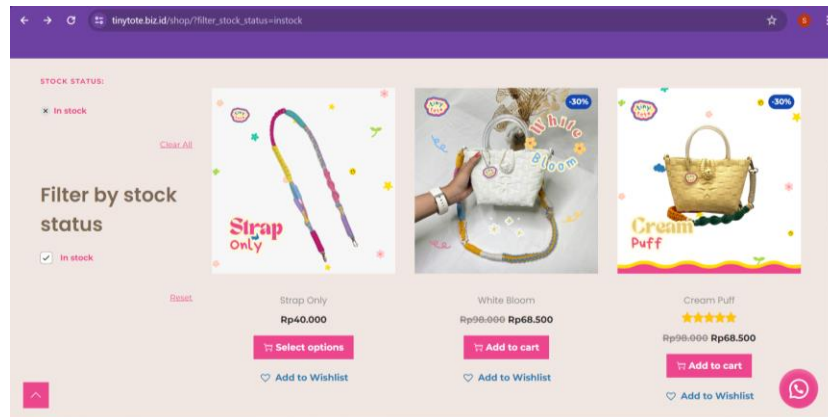 tinytote.biz.id/shop/?filter_stock_status=instock
S
STOCK STATUS:
In stock
Clear All
Filter by stock
status
In stock
Reset
Strap
Only
Strap Only
Rp40.000
Select options
Add to Wishlist
-30%
White
Bloom
White Bloom
Rp98.000 Rp68.500
Add to cart
Add to Wishlist
-30%
Cream
Puff
Cream Puff
Rp98.000 Rp68.500
Add to cart
Add to Wishlist